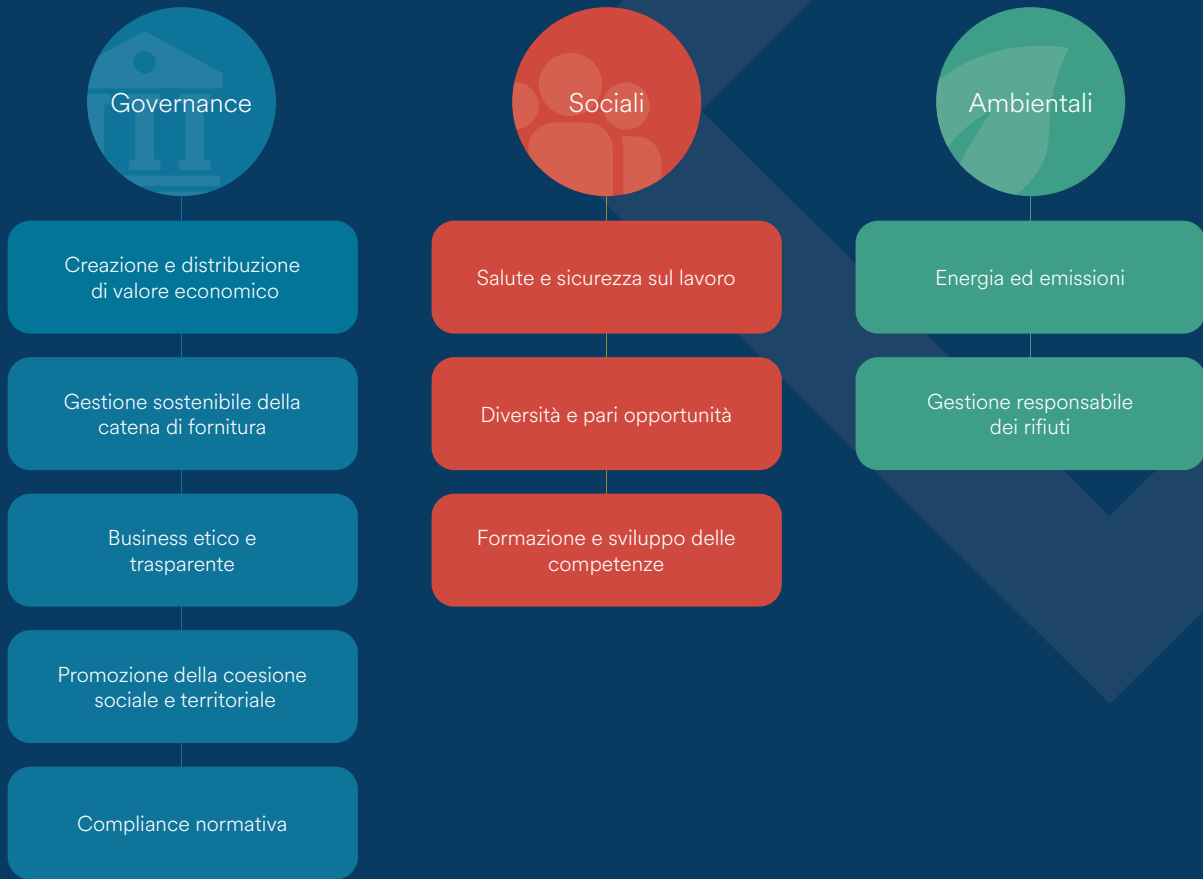 Governance
Creazione e distribuzione
di valore economico
Gestione sostenibile della
catena di fornitura
Business etico e
trasparente
Promozione della coesione
sociale e territoriale
Compliance normativa
Sociali
Salute e sicurezza sul lavoro
Diversità e pari opportunità
Formazione e sviluppo delle
competenze
Ambientali
Energia ed emissioni
Gestione responsabile
dei rifiuti